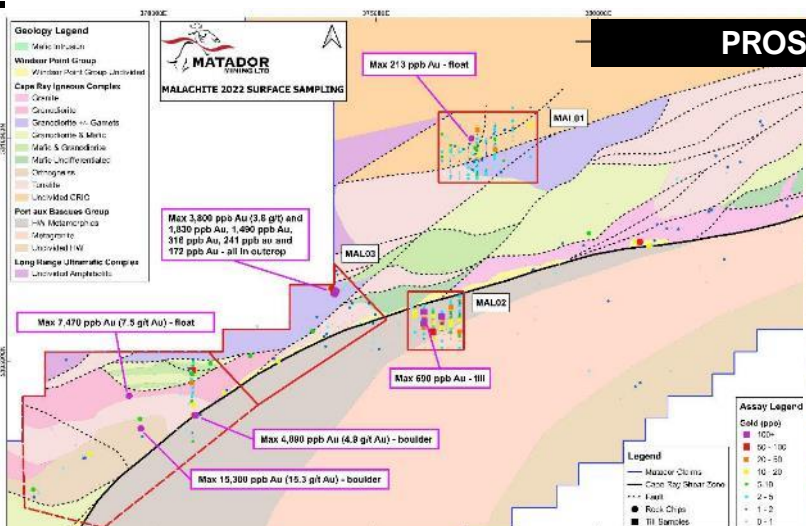 PROS
MATADOR
MINING LTD
MALACHITE 2022 SURFACE SAMPLING
Geology Legend
Mafic Intrusion
Windsor Point Group
Windsor Point Group Undivided
Cape Ray Igneous Complex
Granite
Granodiorite
Granodiorite +/- Garnets
Granodiorite & Mafic
Mafic & Granodiorite
Mafic Undifferentiated
Orthogneiss
Tonalite
Undivided CRIC
Port aux Basques Group
HW Metamorphics
Metagranite
Undivided HW
Long Range Ultramafic Complex
Undivided Amphibolite
Max 213 ppb Au - float
MAL01
Max 3,800 ppb Au (3.8 g/t) and
1,830 ppb Au, 1,490 ppb Au,
316 ppb Au, 241 ppb au and
172 ppb Au - all in outcrop
MAL03
MAL02
Max 7,470 ppb Au (7.5 g/t Au) - float
Max 690 ppb Au - till
Max 4,890 ppb Au (4.9 g/t Au) - boulder
Max 15,300 ppb Au (15.3 g/t Au) - boulder
Legend
Matador Claims
Cape Ray Shear Zone
Fault
Rock Chips
Till Samples
Assay Legend
Gold (ppb)
100+
50 - 100
20 - 50
10 - 20
5-10
2 - 5
1 - 2
0 - 1